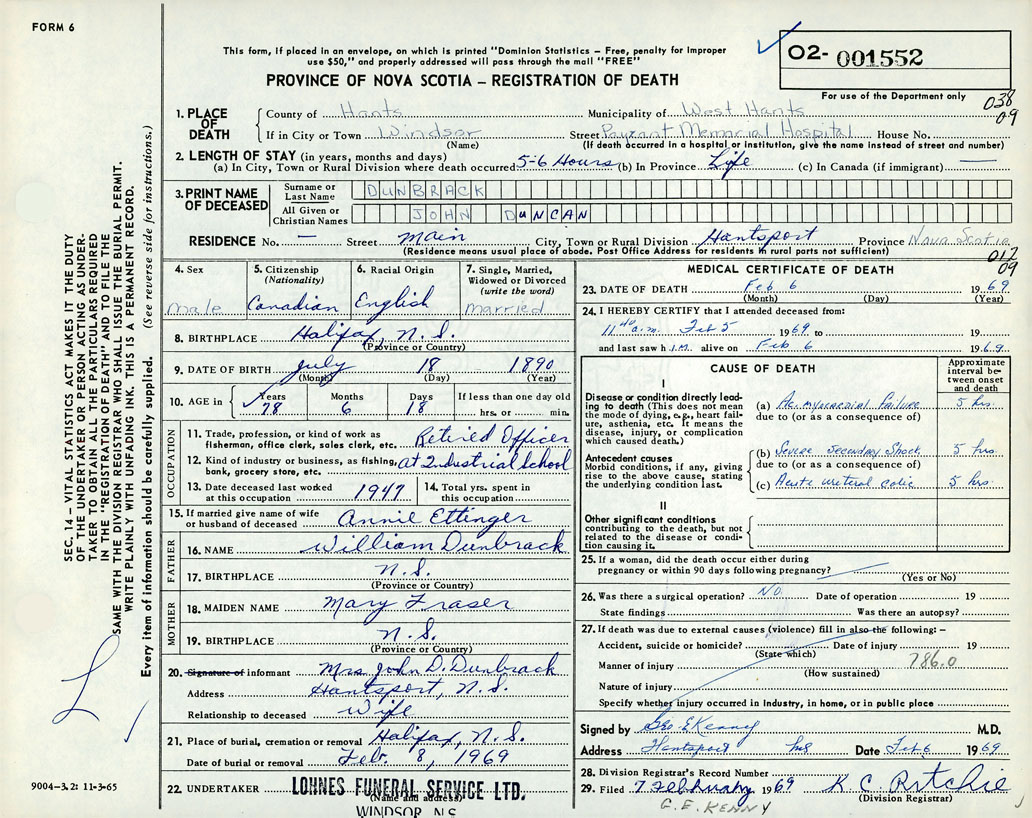 FORM 6
This form, if placed in an envelope, on which is printed "Dominion Statistics – Free, penalty for improper
use $50," and properly addressed will pass through the mail "FREE"
PROVINCE OF NOVA SCOTIA – REGISTRATION OF DEATH
O2- 001552
For use of the Department only
038
09
1. PLACE OF DEATH
County of Hants Municipality of West Hants
If in City or Town Windsor Street Payzant Memorial Hospital House No.
(Name) (If death occurred in a hospital or institution, give the name instead of street and number)
2. LENGTH OF STAY (in years, months and days)
(a) In City, Town or Rural Division where death occurred 5-6 Hours (b) In Province Life (c) In Canada (if immigrant) —
3. PRINT NAME OF DECEASED
Surname or Last Name DUNBRACK
All Given or Christian Names JOHN DUNCAN
RESIDENCE No. — Street Main City, Town or Rural Division Hantsport Province Nova Scotia
(Residence means usual place of abode. Post Office Address for residents in rural parts not sufficient)
017
09
4. Sex
male
5. Citizenship
(Nationality)
Canadian
6. Racial Origin
English
7. Single, Married,
Widowed or Divorced
(write the word)
married
8. BIRTHPLACE Halifax, N. S.
(Province or Country)
9. DATE OF BIRTH July 18 1890
(Month) (Day) (Year)
10. AGE in Years 78 Months 6 Days 18 If less than one day old
hrs. or min.
OCCUPATION
11. Trade, profession, or kind of work as
fisherman, office clerk, sales clerk, etc. Retired Officer
12. Kind of industry or business, as fishing,
bank, grocery store, etc. at Industrial School
13. Date deceased last worked
at this occupation 1947
14. Total yrs. spent in
this occupation
15. If married give name of wife
or husband of deceased Annie Ettinger
FATHER
16. NAME William Dunbrack
17. BIRTHPLACE N.S.
(Province or Country)
MOTHER
18. MAIDEN NAME Mary Fraser
19. BIRTHPLACE N.S.
(Province or Country)
20. Signature of informant Mrs. John D. Dunbrack
Address Hantsport, N.S.
Relationship to deceased Wife
21. Place of burial, cremation or removal Halifax, N.S.
Date of burial or removal Feb. 8, 1969
22. UNDERTAKER LOHNES FUNERAL SERVICE LTD.
(Name and address)
WINDSOR, N.S.
MEDICAL CERTIFICATE OF DEATH
23. DATE OF DEATH Feb 6 1969
(Month) (Day) (Year)
24. I HEREBY CERTIFY that I attended deceased from:
11 40 a.m. Feb 5 1969 to 19
and last saw h im alive on Feb 6 1969
CAUSE OF DEATH
Approximate
interval be-
tween onset
and death
I
Disease or condition directly lead-
ing to death (This does not
mean the mode of dying, e.g., heart fail-
ure, asthenia, etc. It means the
disease, injury, or complication
which caused death.)
(a) Ac. myocardial failure 5 hrs.
due to (or as a consequence of)
Antecedent causes
Morbid conditions, if any, giving
rise to the above cause, stating
the underlying condition last.
(b) Severe secondary shock 5 hrs
due to (or as a consequence of)
(c) Acute ureteral colic 5 hrs
II
Other significant conditions
contributing to the death, but not
related to the disease or condi-
tion causing it.
25. If a woman, did the death occur either during
pregnancy or within 90 days following pregnancy?
(Yes or No)
26. Was there a surgical operation? NO Date of operation 19
State findings Was there an autopsy?
27. If death was due to external causes (violence) fill in also the following: –
Accident, suicide or homicide? Date of injury 19
(State which)
786.0
Manner of injury
(How sustained)
Nature of injury
Specify whether injury occurred in industry, in home, or in public place
Signed by Geo. E Kenny M.D.
Address Hantsport NS Date Feb 6 1969
28. Division Registrar's Record Number
29. Filed 7 February 1969 K C Ritchie
(Division Registrar)
G. E. KENNY
SEC. 14 – VITAL STATISTICS ACT MAKES IT THE DUTY
OF THE UNDERTAKER OR PERSON ACTING AS UNDER-
TAKER TO OBTAIN ALL THE PARTICULARS REQUIRED
IN THE "REGISTRATION OF DEATH" AND TO FILE THE
SAME WITH THE DIVISION REGISTRAR WHO SHALL ISSUE THE BURIAL PERMIT.
WRITE PLAINLY WITH UNFADING INK. THIS IS A PERMANENT RECORD.
Every item of information should be carefully supplied. (See reverse side for instructions.)
9004-3.2: 11-3-65